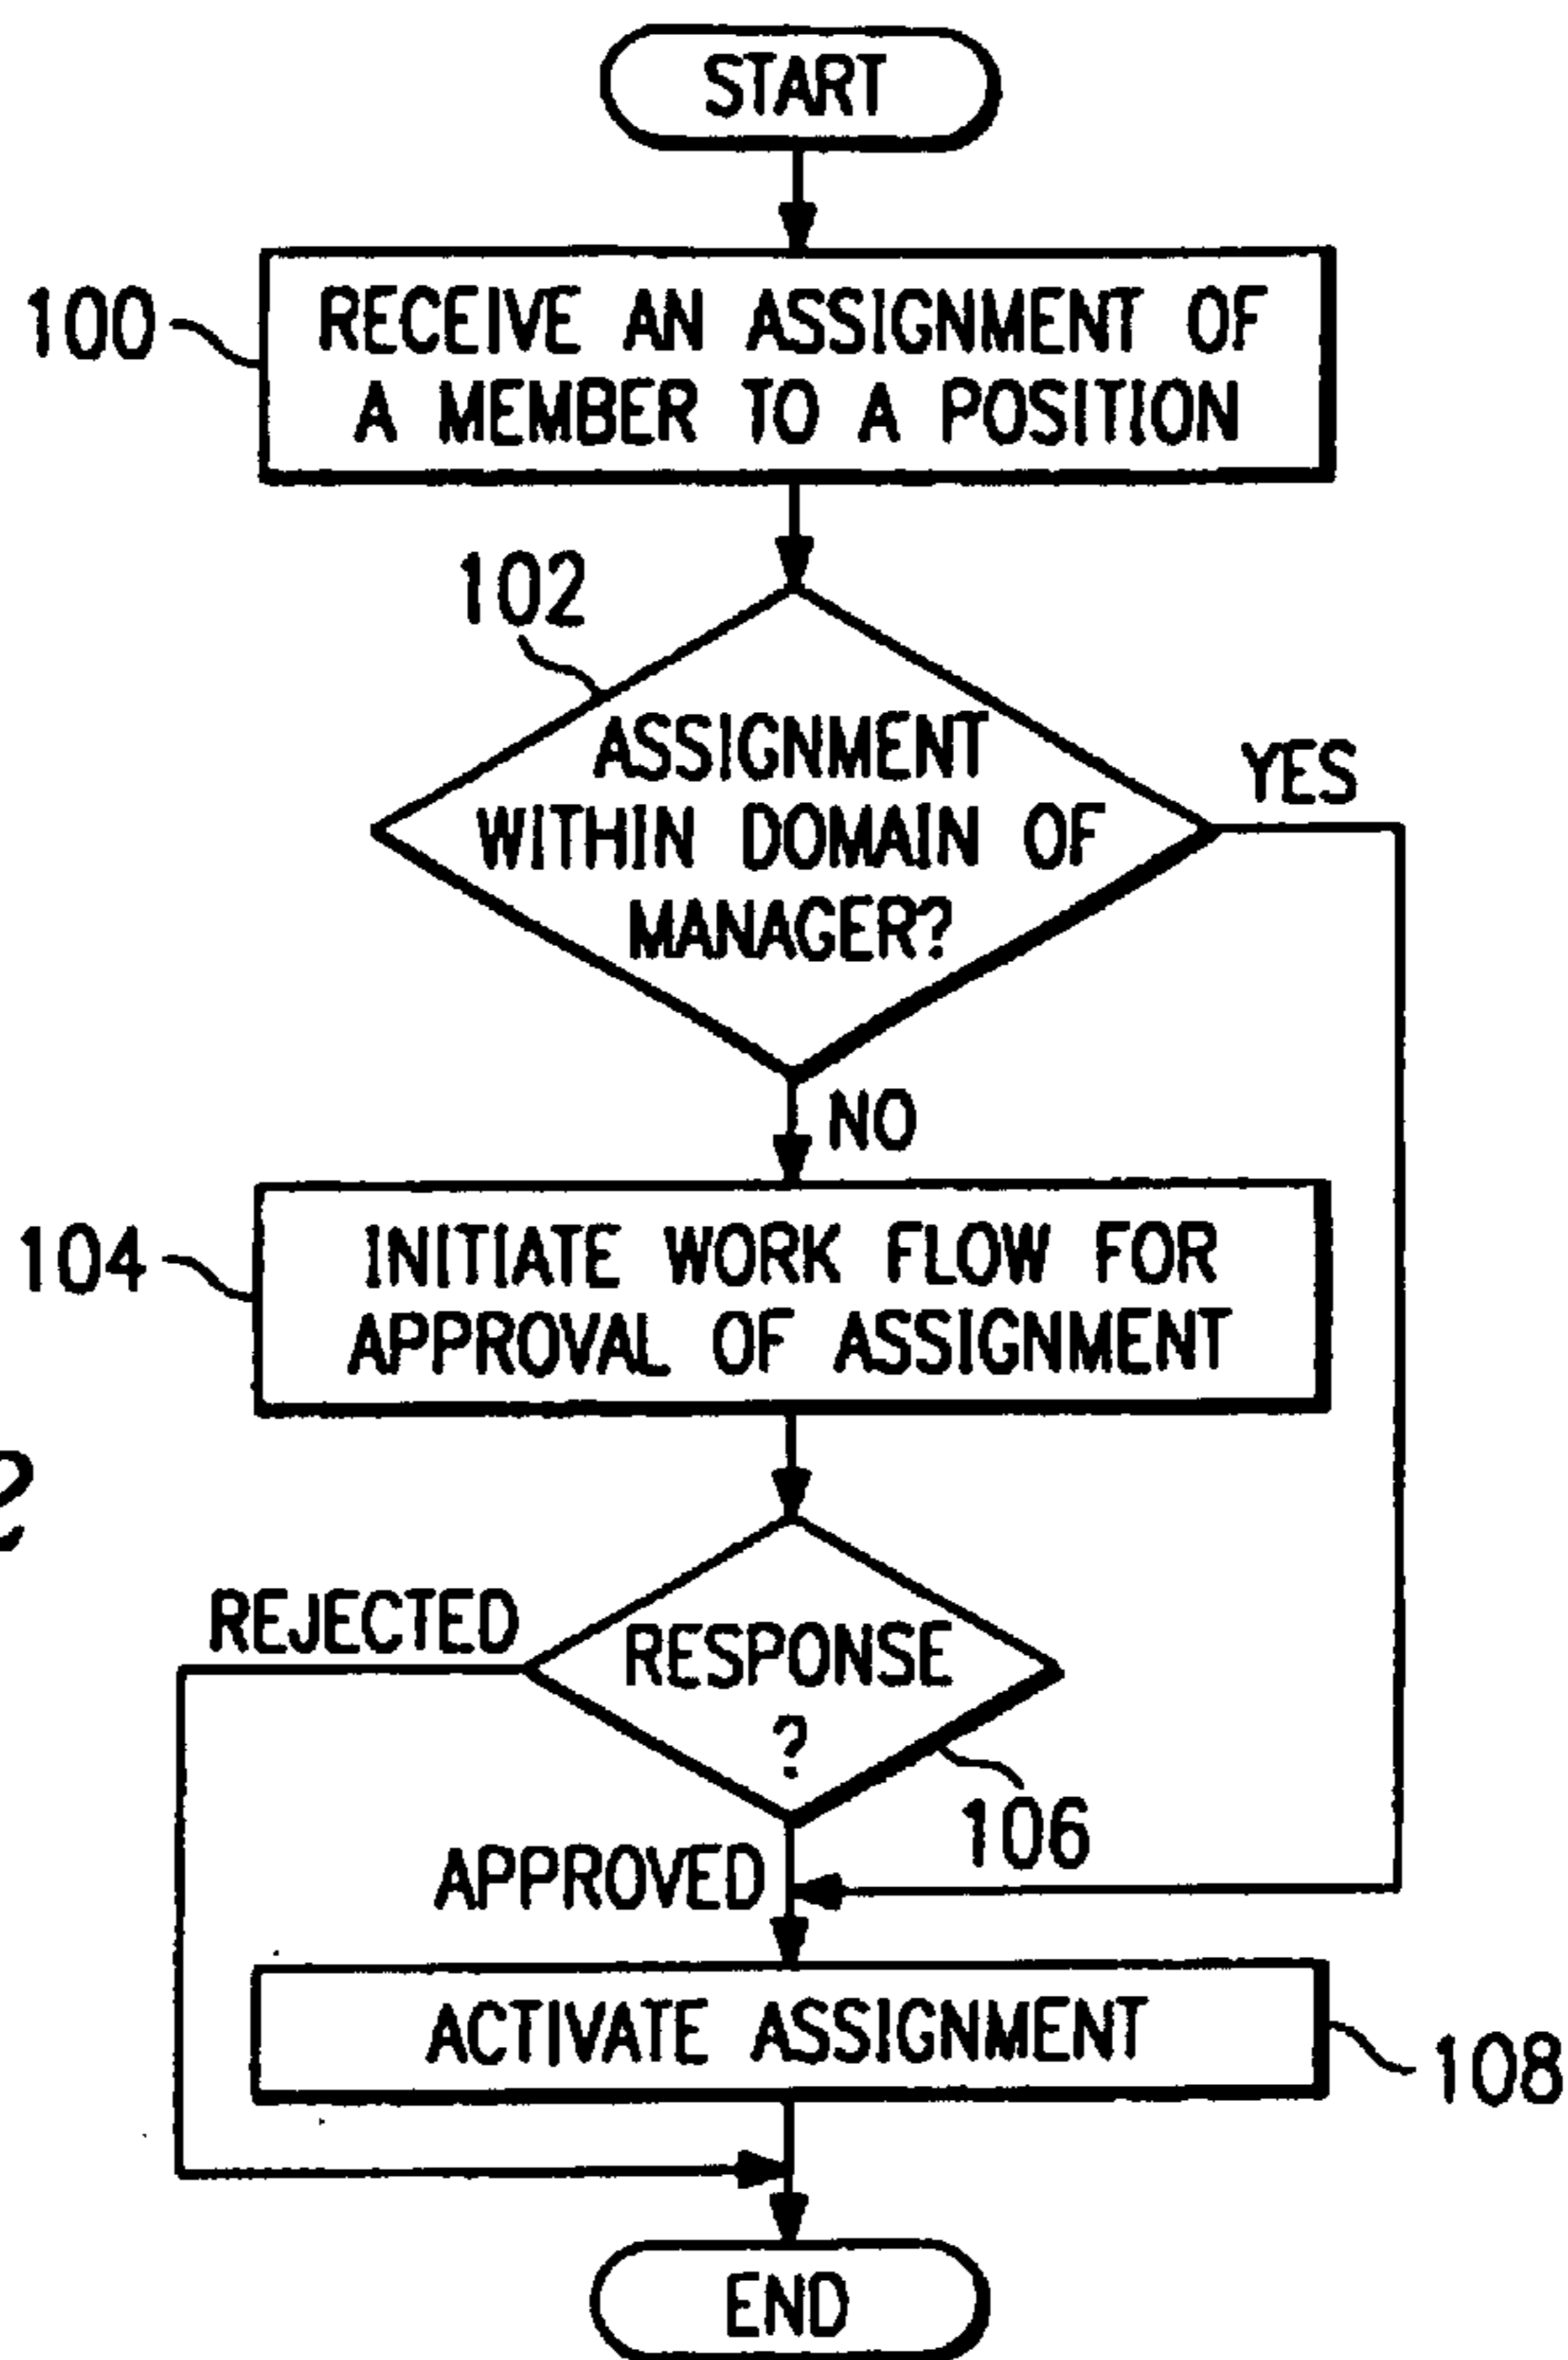 START
100
RECEIVE AN ASSIGNMENT OF
A MEMBER TO A POSITION
102
ASSIGNMENT
WITHIN DOMAIN OF
MANAGER?
YES
NO
104
INITIATE WORK FLOW FOR
APPROVAL OF ASSIGNMENT
2
REJECTED
RESPONSE
?
106
APPROVED
ACTIVATE ASSIGNMENT
108
END